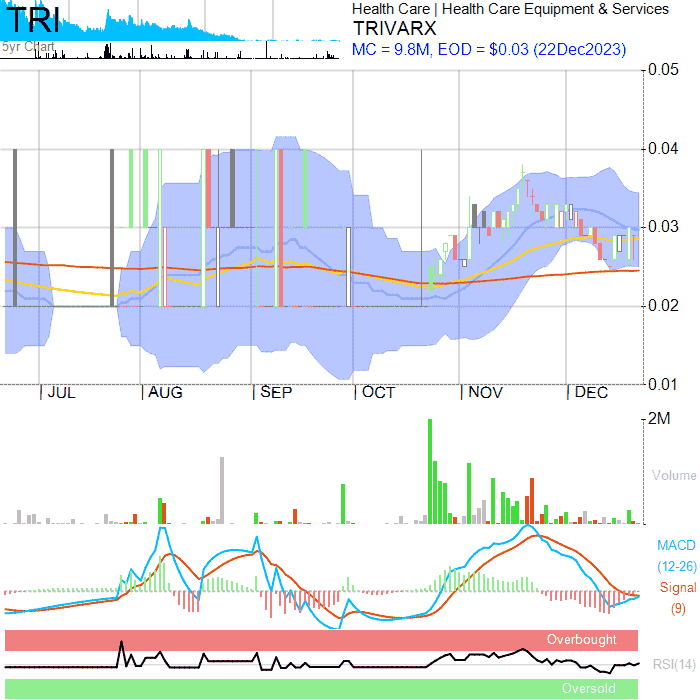 TRI
5yr Chart
Health Care | Health Care Equipment & Services
TRIVARX
MC = 9.8M, EOD = $0.03 (22Dec2023)
0.05
0.04
0.03
0.02
0.01
JUL AUG SEP OCT NOV DEC
2M
Volume
MACD
(12-26)
Signal
(9)
Overbought
RSI(14)
Oversold